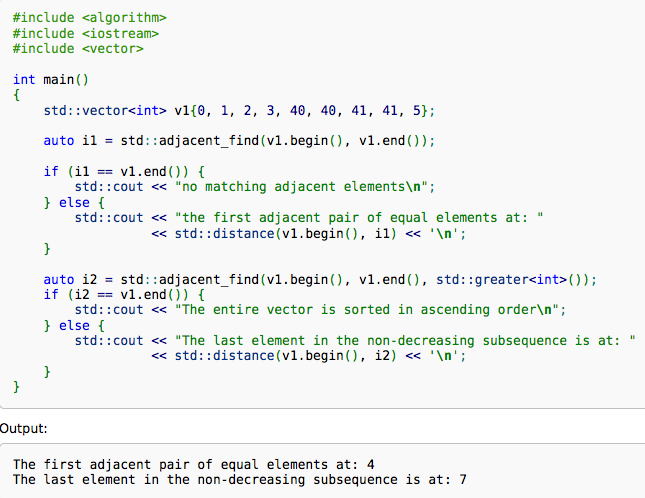 #include <algorithm>
#include <iostream>
#include <vector>

int main()
{
    std::vector<int> v1{0, 1, 2, 3, 40, 40, 41, 41, 5};

    auto i1 = std::adjacent_find(v1.begin(), v1.end());

    if (i1 == v1.end()) {
        std::cout << "no matching adjacent elements\n";
    } else {
        std::cout << "the first adjacent pair of equal elements at: "
                  << std::distance(v1.begin(), i1) << '\n';
    }

    auto i2 = std::adjacent_find(v1.begin(), v1.end(), std::greater<int>());
    if (i2 == v1.end()) {
        std::cout << "The entire vector is sorted in ascending order\n";
    } else {
        std::cout << "The last element in the non-decreasing subsequence is at: "
                  << std::distance(v1.begin(), i2) << '\n';
    }
}
Output:
The first adjacent pair of equal elements at: 4
The last element in the non-decreasing subsequence is at: 7